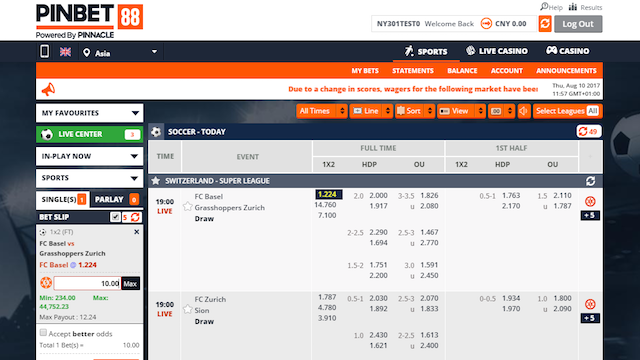 PINBET 88
Powered By PINNACLE
Help Results
NY301TEST0 Welcome Back CNY 0.00 Log Out
Asia SPORTS LIVE CASINO CASINO
MY BETS STATEMENTS BALANCE ACCOUNT ANNOUNCEMENTS
Due to a change in scores, wagers for the following market have been
Thu, Aug 10 2017
11:57 GMT+01:00
MY FAVOURITES
LIVE CENTER 3
IN-PLAY NOW
SPORTS
SINGLE(S) 1 PARLAY 0
BET SLIP 5
1x2 (FT)
FC Basel vs
Grasshoppers Zurich
FC Basel @ 1.224
10.00 Max
Min: 234.00 Max:
44,752.23
Max Payout : 12.24
Accept better odds
Total 1 Bet(s) = 10.00
All Times Line Sort View Select Leagues All
SOCCER - TODAY 49
TIME EVENT FULL TIME 1ST HALF
1X2 HDP OU 1X2 HDP OU
SWITZERLAND - SUPER LEAGUE
19:00 FC Basel 1.224 2.0 2.000 3-3.5 1.826 0.5-1 1.763 1.5 2.110
LIVE Grasshoppers Zurich 14.760 1.917 u 2.080 2.170 u 1.787
Draw 7.100 + 5
2-2.5 2.290 2.5-3 1.467
1.694 u 2.770
1.5-2 1.751 3.0 1.591
2.200 u 2.450
19:00 FC Zurich 1.787 0.5-1 2.030 2.5-3 2.070 0-0.5 1.934 1.0 1.800
LIVE Sion 4.780 1.892 u 1.833 1.970 u 2.090
Draw 3.910 + 5
1.0 2.430 2-2.5 1.613
1.621 u 2.400